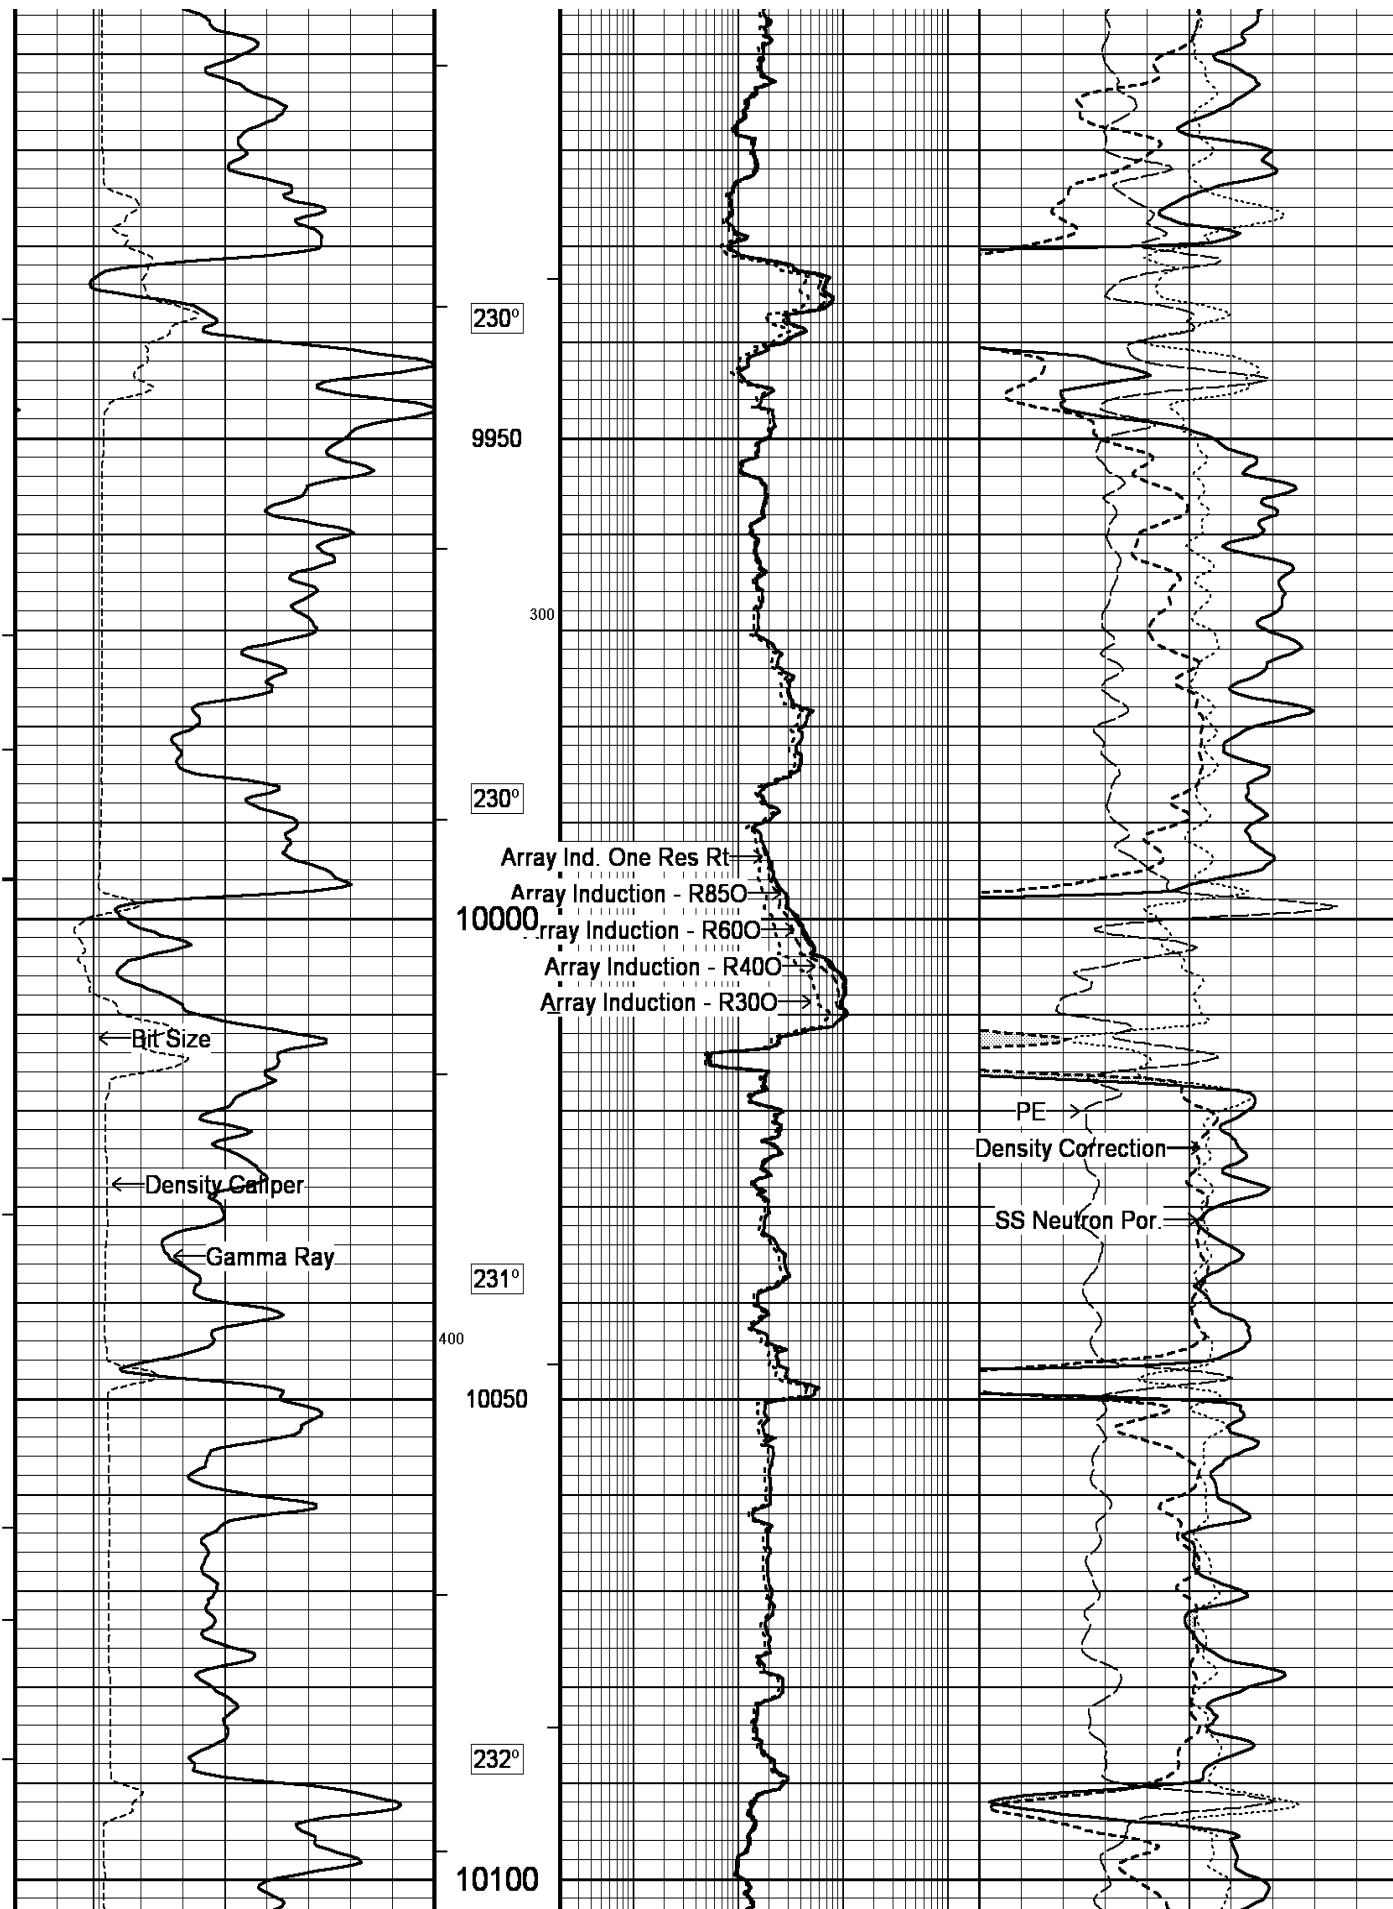 230°
9950
300
230°
Array Ind. One Res Rt
Array Induction - R85O
10000
rray Induction - R60O
Array Induction - R40O
Array Induction - R30O
Bit Size
PE
Density Correction
Density Caliper
SS Neutron Por.
Gamma Ray
231°
400
10050
232°
10100